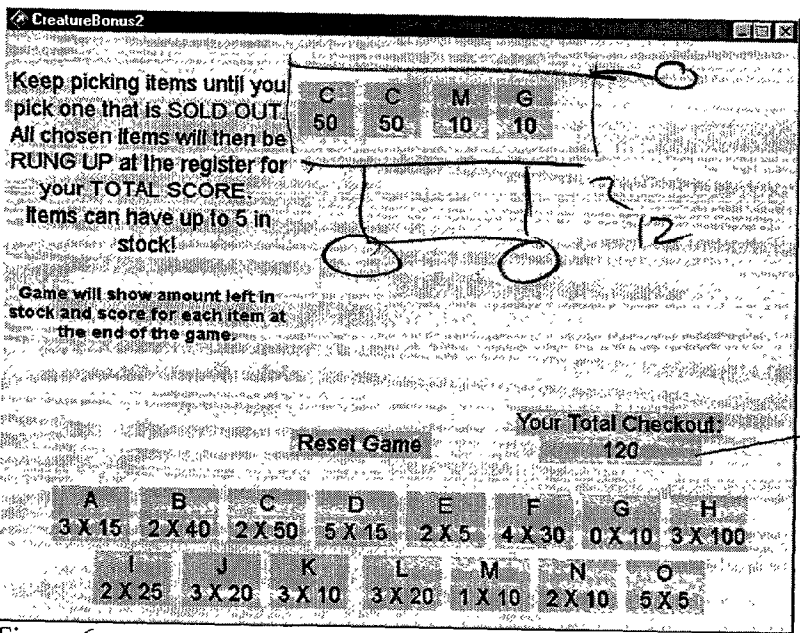 CreatureBonus2
Keep picking items until you
pick one that is SOLD OUT.
All chosen items will then be
RUNG UP at the register for
your TOTAL SCORE.
Items can have up to 5 in
stock!
Game will show amount left in
stock and score for each item at
the end of the game.
C C M G
50 50 10 10
12
Your Total Checkout:
120
Reset Game
A B C D E F G H
3 X 15 2 X 40 2 X 50 5 X 15 2 X 5 4 X 30 0 X 10 3 X 100
I J K L M N O
2 X 25 3 X 20 3 X 10 3 X 20 1 X 10 2 X 10 5 X 5